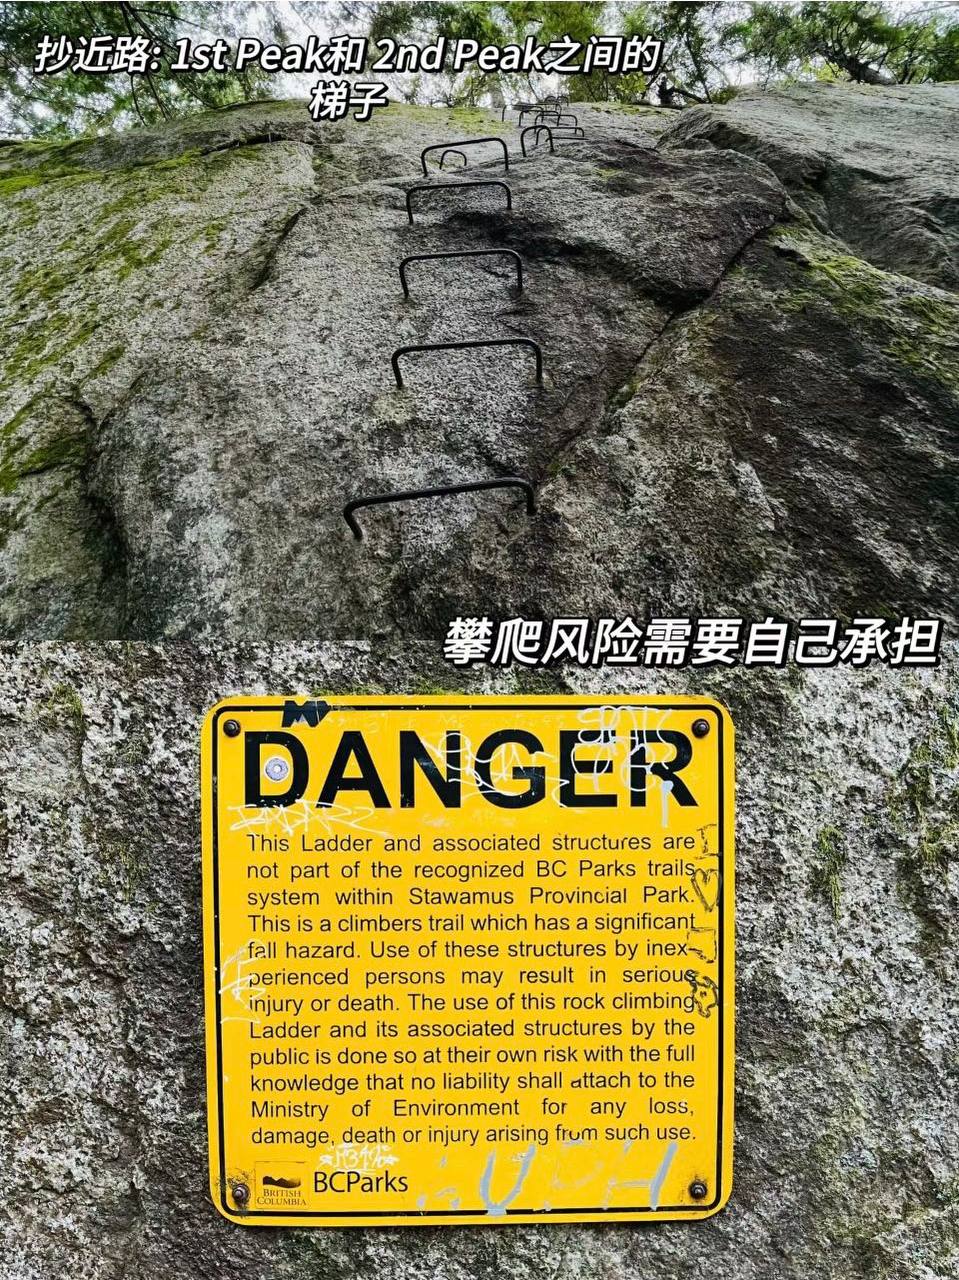 抄近路: 1st Peak和 2nd Peak之间的
梯子
攀爬风险需要自己承担
DANGER
This Ladder and associated structures are
not part of the recognized BC Parks trails
system within Stawamus Provincial Park.
This is a climbers trail which has a significant
fall hazard. Use of these structures by inex-
perienced persons may result in serious
injury or death. The use of this rock climbing
Ladder and its associated structures by the
public is done so at their own risk with the full
knowledge that no liability shall attach to the
Ministry of Environment for any loss,
damage, death or injury arising from such use.
BRITISH
COLUMBIA
BCParks